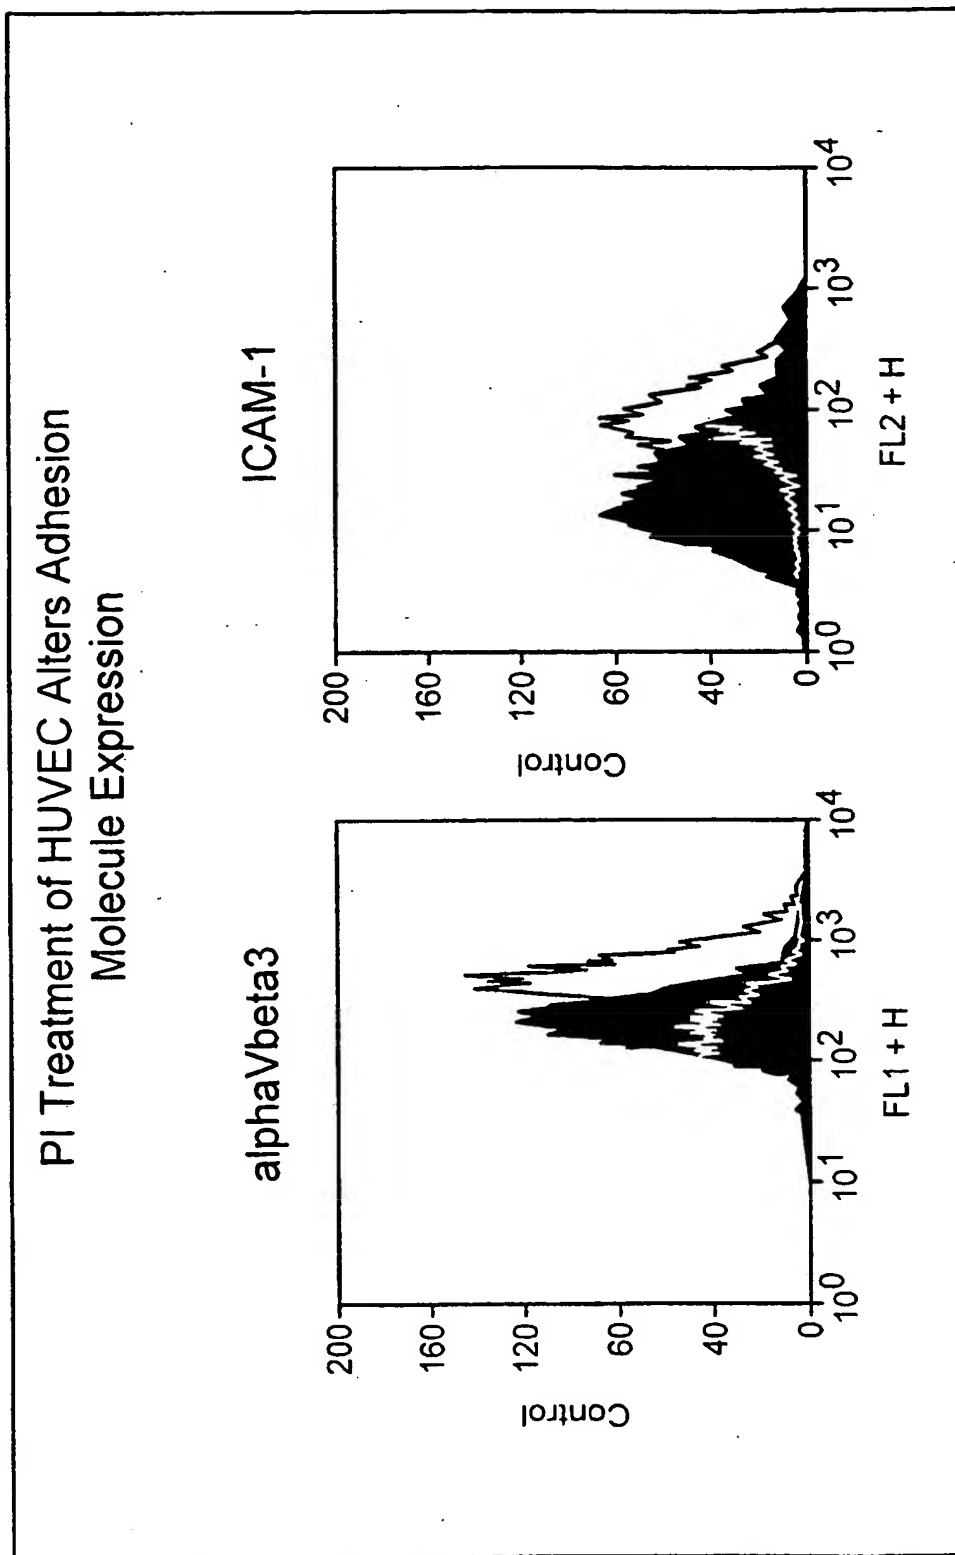 PI Treatment of HUVEC Alters Adhesion
Molecule Expression
alphaVbeta3
200
160
120
60
40
0
Control
10^0
10^1
10^2
10^3
10^4
FL1 + H
ICAM-1
200
160
120
60
40
0
Control
10^0
10^1
10^2
10^3
10^4
FL2 + H